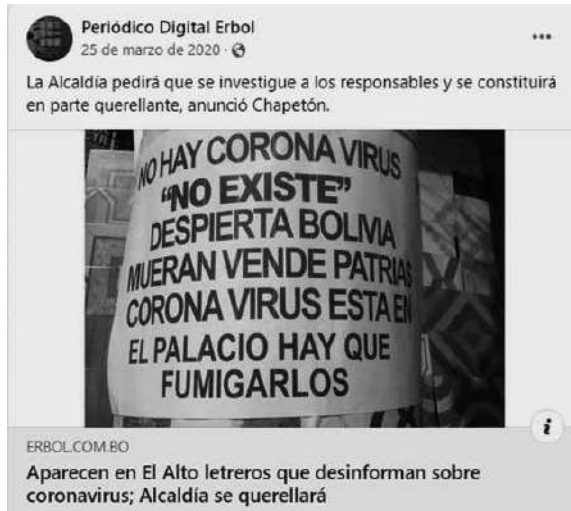 Periódico Digital Erbol
25 de marzo de 2020 ·
La Alcaldía pedirá que se investigue a los responsables y se constituirá
en parte querellante, anunció Chapetón.
NO HAY CORONA VIRUS
“NO EXISTE”
DESPIERTA BOLIVIA
MUERAN VENDE PATRIAS
CORONA VIRUS ESTA EN
EL PALACIO HAY QUE
FUMIGARLOS
ERBOL.COM.BO
Aparecen en El Alto letreros que desinforman sobre
coronavirus; Alcaldía se querellará